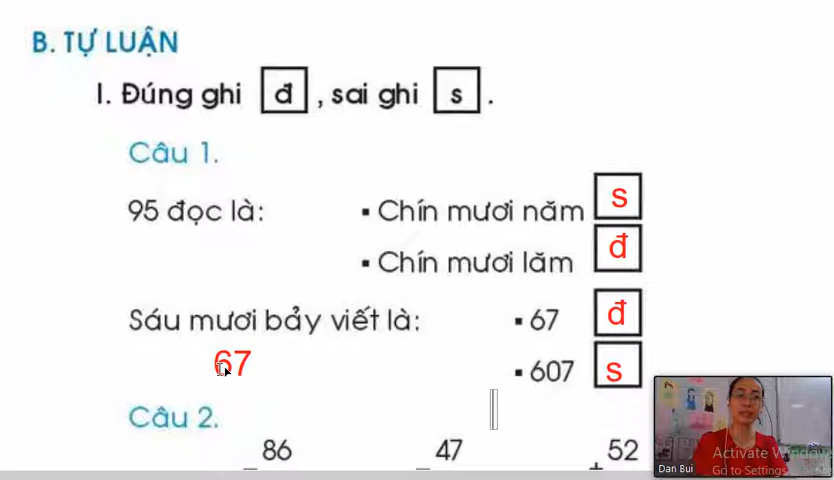 B. TỰ LUẬN
I. Đúng ghi đ , sai ghi s .
Câu 1.
95 đọc là: ▪ Chín mươi năm s
▪ Chín mươi lăm đ
Sáu mươi bảy viết là: ▪ 67 đ
67
▪ 607 s
Câu 2.
86 47 52
− − +
Dan Bui
Activate Windows
Go to Settings